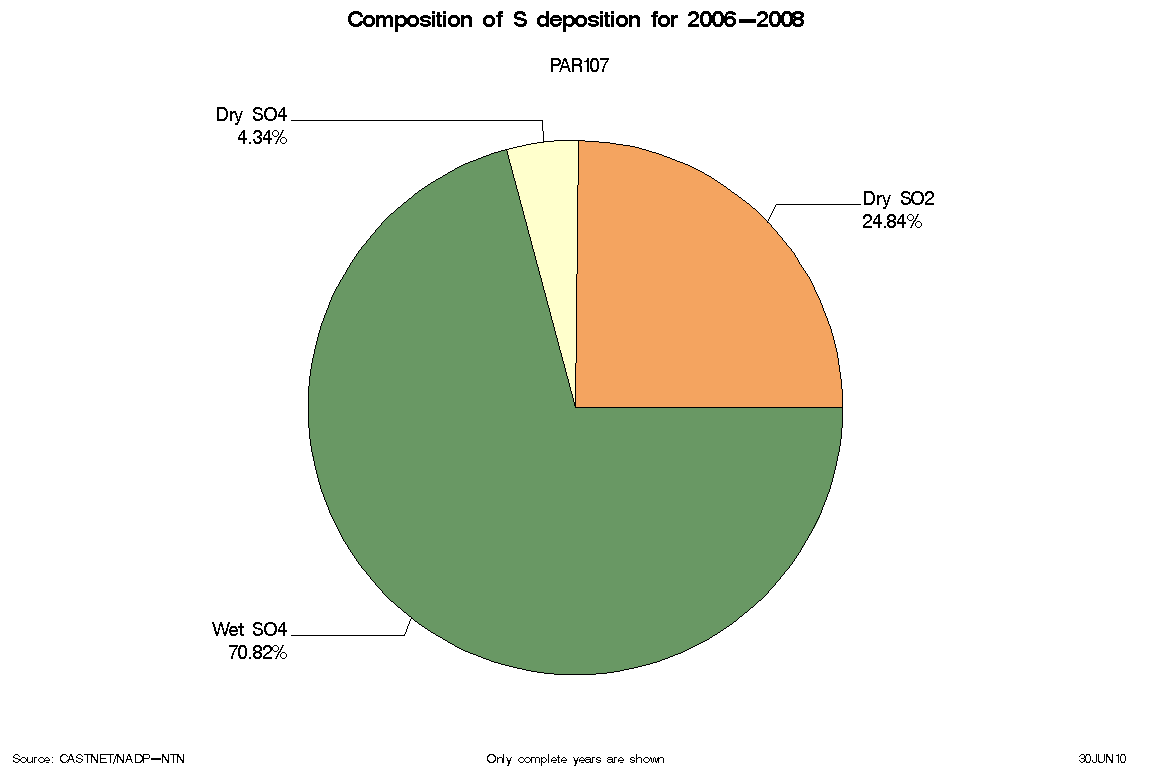 Composition of S deposition for 2006—2008
PAR107
Dry SO4
4.34%
Dry SO2
24.84%
Wet SO4
70.82%
Source: CASTNET/NADP—NTN
Only complete years are shown
30JUN10